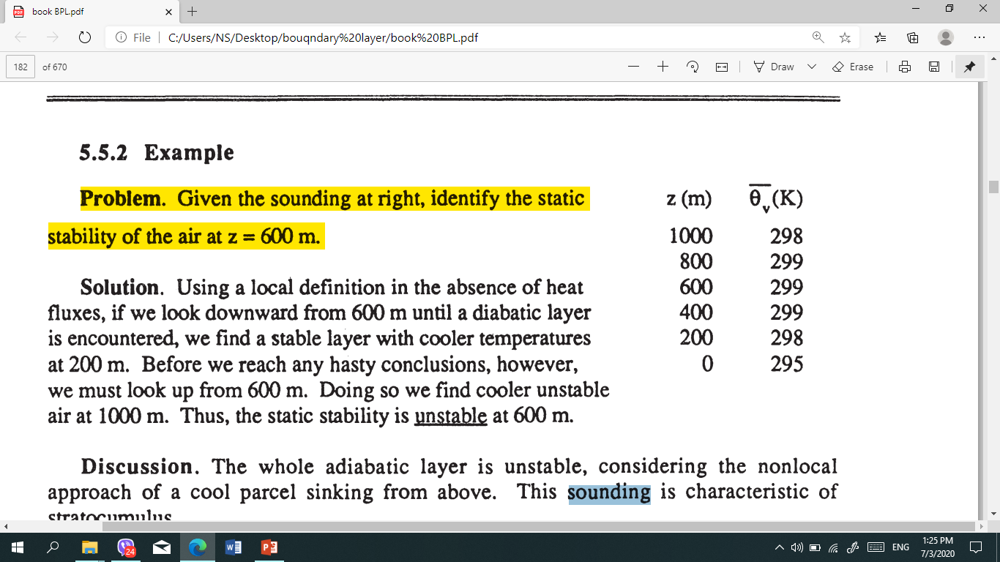 book BPL.pdf
File C:/Users/NS/Desktop/bouqndary%20layer/book%20BPL.pdf
182 of 670 Draw Erase
5.5.2 Example
Problem. Given the sounding at right, identify the static
stability of the air at z = 600 m.
Solution. Using a local definition in the absence of heat
fluxes, if we look downward from 600 m until a diabatic layer
is encountered, we find a stable layer with cooler temperatures
at 200 m. Before we reach any hasty conclusions, however,
we must look up from 600 m. Doing so we find cooler unstable
air at 1000 m. Thus, the static stability is unstable at 600 m.
z (m) θ̅ᵥ (K)
1000 298
800 299
600 299
400 299
200 298
0 295
Discussion. The whole adiabatic layer is unstable, considering the nonlocal
approach of a cool parcel sinking from above. This sounding is characteristic of
stratocumulus
24
ENG
1:25 PM
7/3/2020